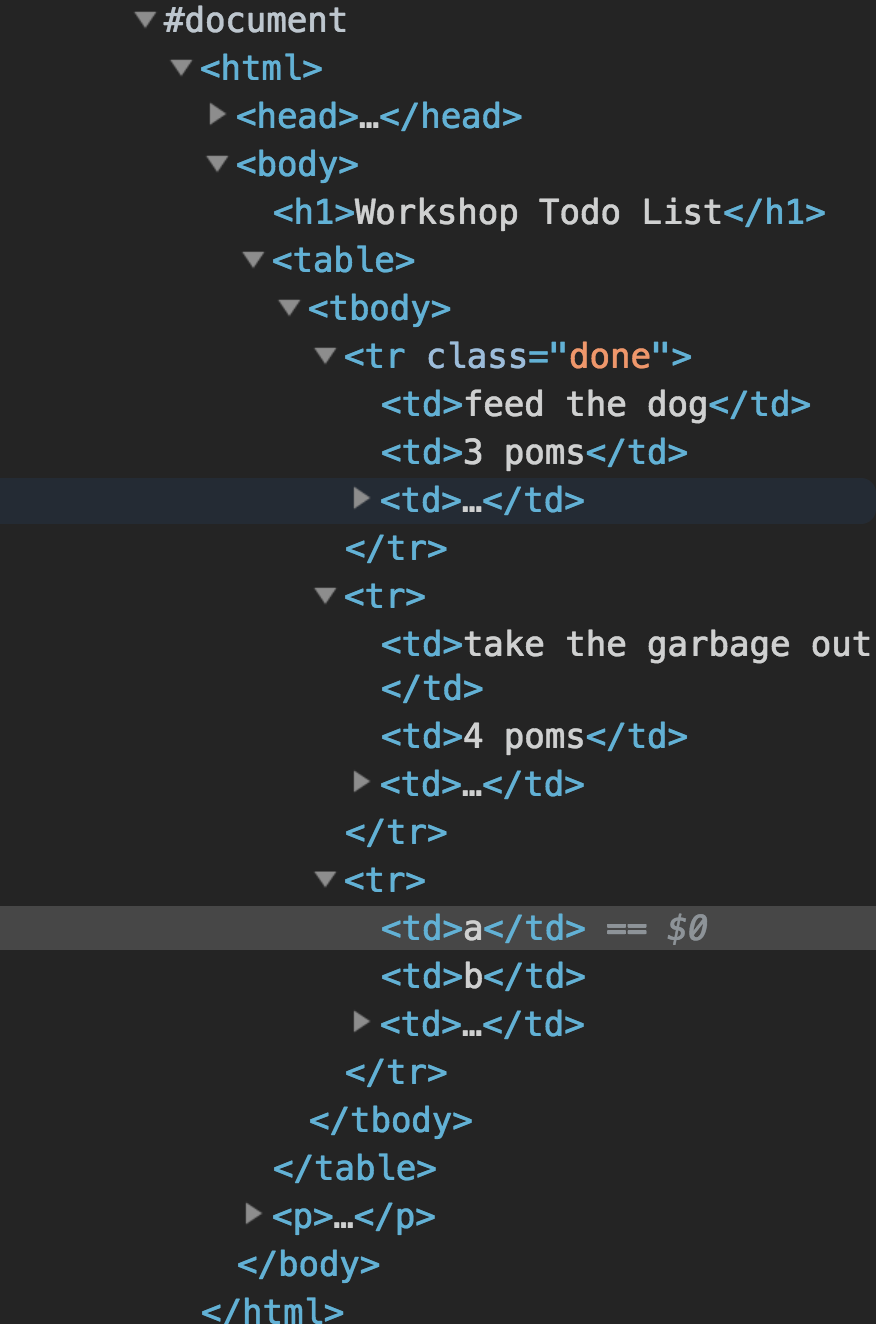 #document
<html>
<head>…</head>
<body>
<h1>Workshop Todo List</h1>
<table>
<tbody>
<tr class="done">
<td>feed the dog</td>
<td>3 poms</td>
<td>…</td>
</tr>
<tr>
<td>take the garbage out
</td>
<td>4 poms</td>
<td>…</td>
</tr>
<tr>
<td>a</td> == $0
<td>b</td>
<td>…</td>
</tr>
</tbody>
</table>
<p>…</p>
</body>
</html>